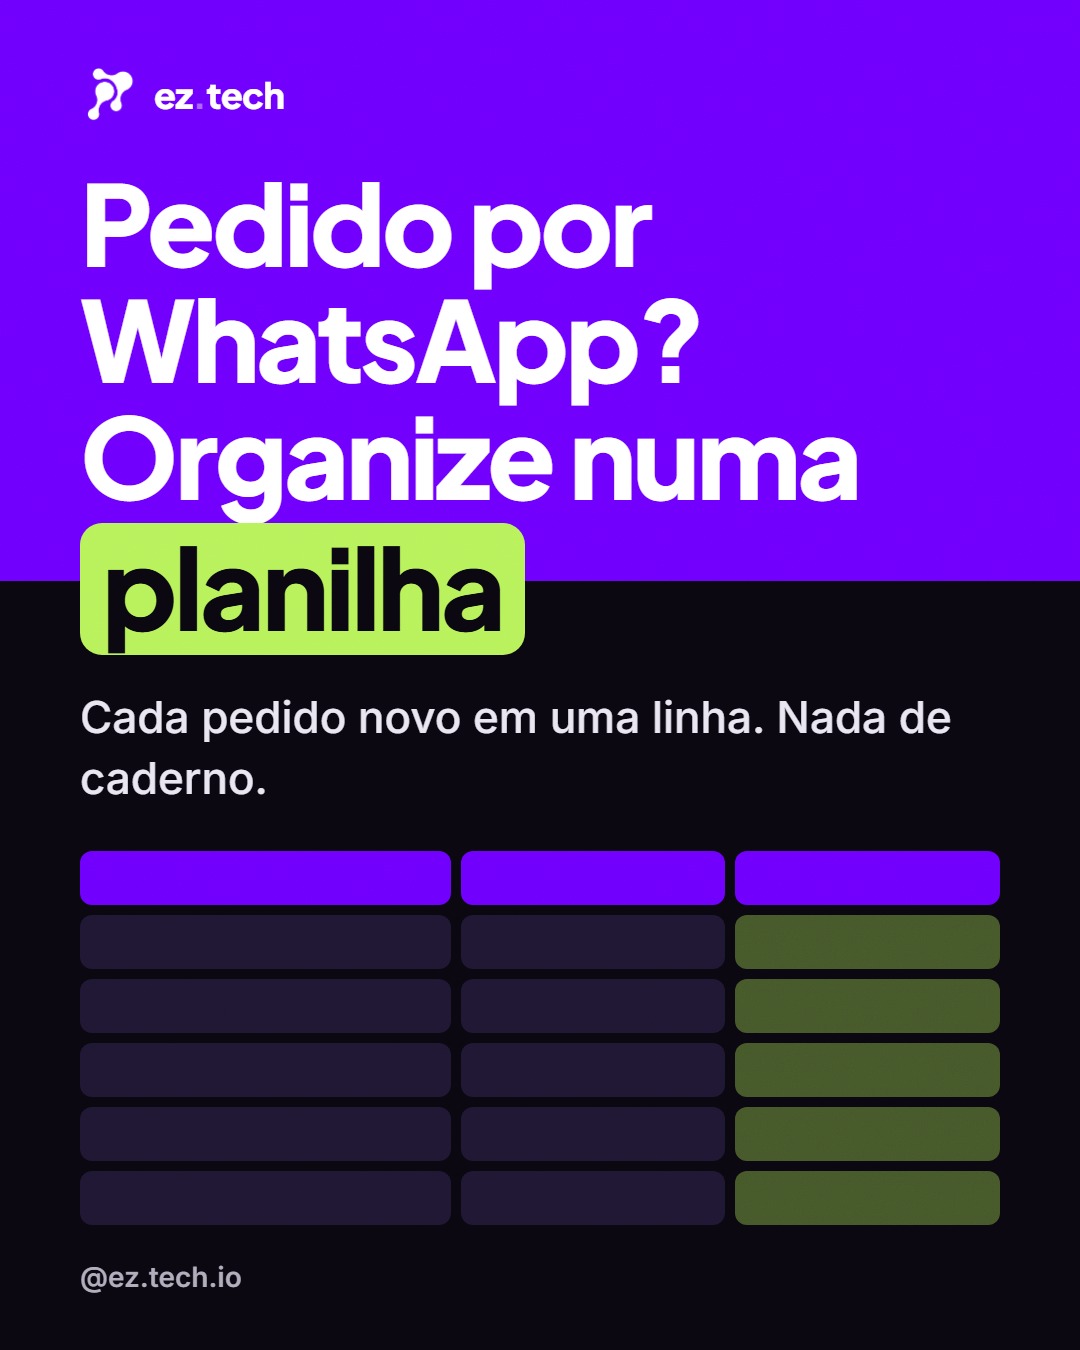 ez.tech
Pedido por
WhatsApp?
Organize numa
planilha
Cada pedido novo em uma linha. Nada de
caderno.
@ez.tech.io